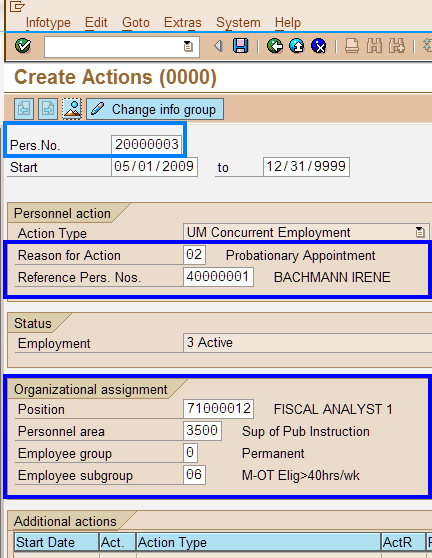 Infotype Edit Goto Extras System Help
Create Actions (0000)
Change info group
Pers.No. 20000003
Start 05/01/2009 to 12/31/9999
Personnel action
Action Type UM Concurrent Employment
Reason for Action 02 Probationary Appointment
Reference Pers. Nos. 40000001 BACHMANN IRENE
Status
Employment 3 Active
Organizational assignment
Position 71000012 FISCAL ANALYST 1
Personnel area 3500 Sup of Pub Instruction
Employee group 0 Permanent
Employee subgroup 06 M-OT Elig>40hrs/wk
Additional actions
Start Date Act. Action Type ActR